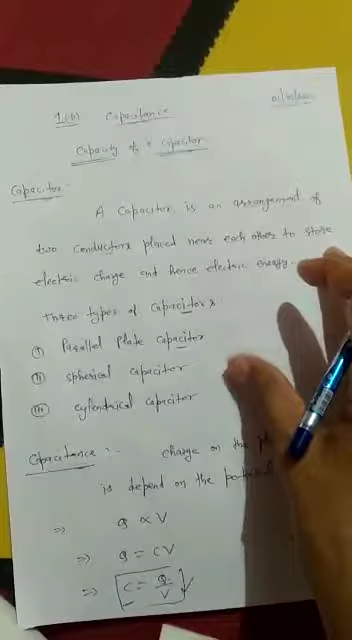 1(b) Capacitance
Capacity of a Capacitor
Capacitor :-
A Capacitor is an arrangement of
two conductors placed near each other to store
electric charge and hence electric energy.
Three types of Capacitors
(I) Parallel Plate Capacitor
(II) Spherical Capacitor
(III) Cylendrical Capacitor
Capacitance :- Charge on the
is depend on the
⇒ Q ∝ V
⇒ Q = CV
⇒ C = Q/V